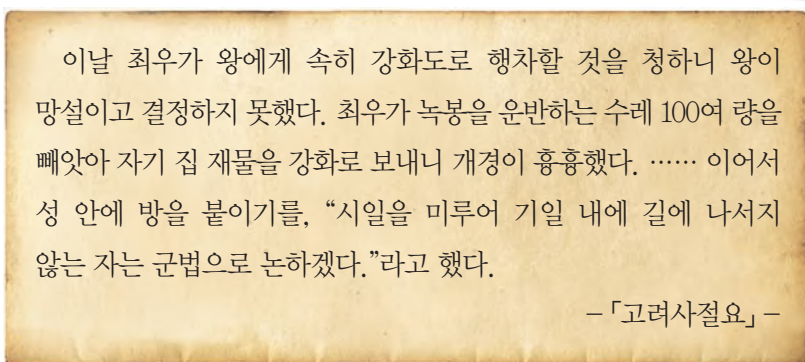 이날 최우가 왕에게 속히 강화도로 행차할 것을 청하니 왕이
망설이고 결정하지 못했다. 최우가 녹봉을 운반하는 수레 100여 량을
빼앗아 자기 집 재물을 강화로 보내니 개경이 흉흉했다. …… 이어서
성 안에 방을 붙이기를, “시일을 미루어 기일 내에 길에 나서지
않는 자는 군법으로 논하겠다.”라고 했다.
－「고려사절요」－